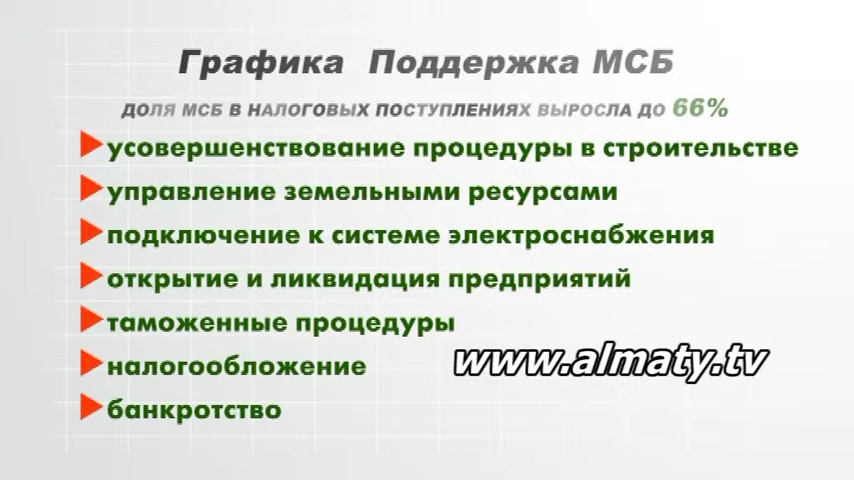 Графика Поддержка МСБ
ДОЛЯ МСБ В НАЛОГОВЫХ ПОСТУПЛЕНИЯХ ВЫРОСЛА ДО 66%
усовершенствование процедуры в строительстве
управление земельными ресурсами
подключение к системе электроснабжения
открытие и ликвидация предприятий
таможенные процедуры
налогообложение
www.almaty.tv
банкротство